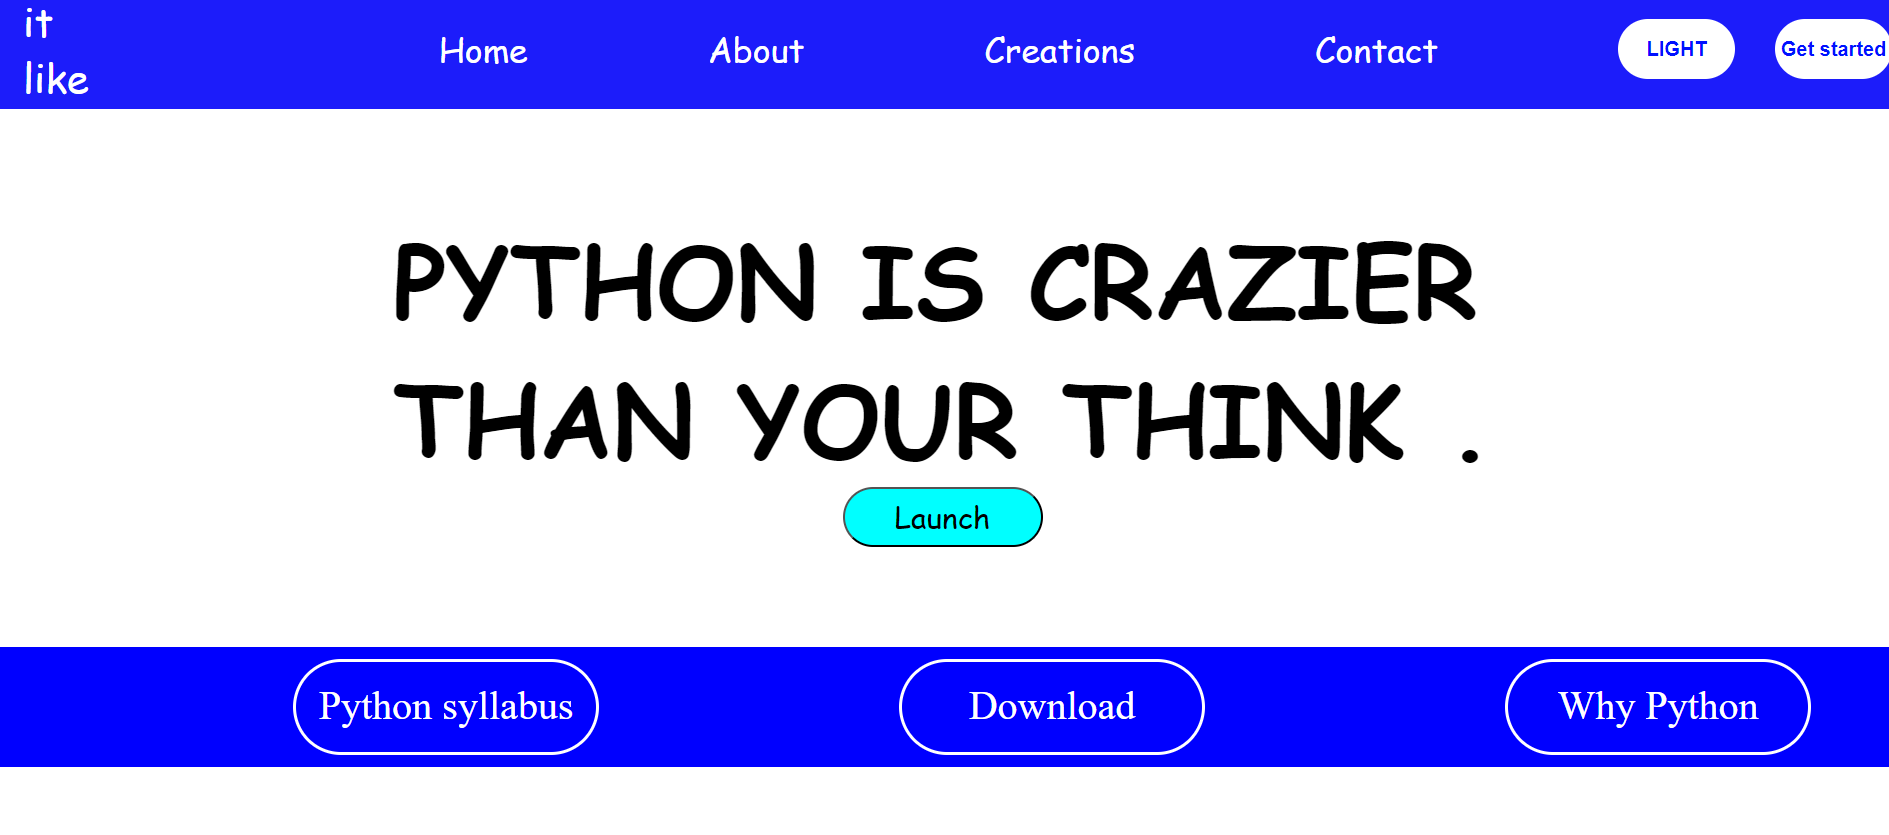 it
like
Home
About
Creations
Contact
LIGHT
Get started
PYTHON IS CRAZIER
THAN YOUR THINK .
Launch
Python syllabus
Download
Why Python